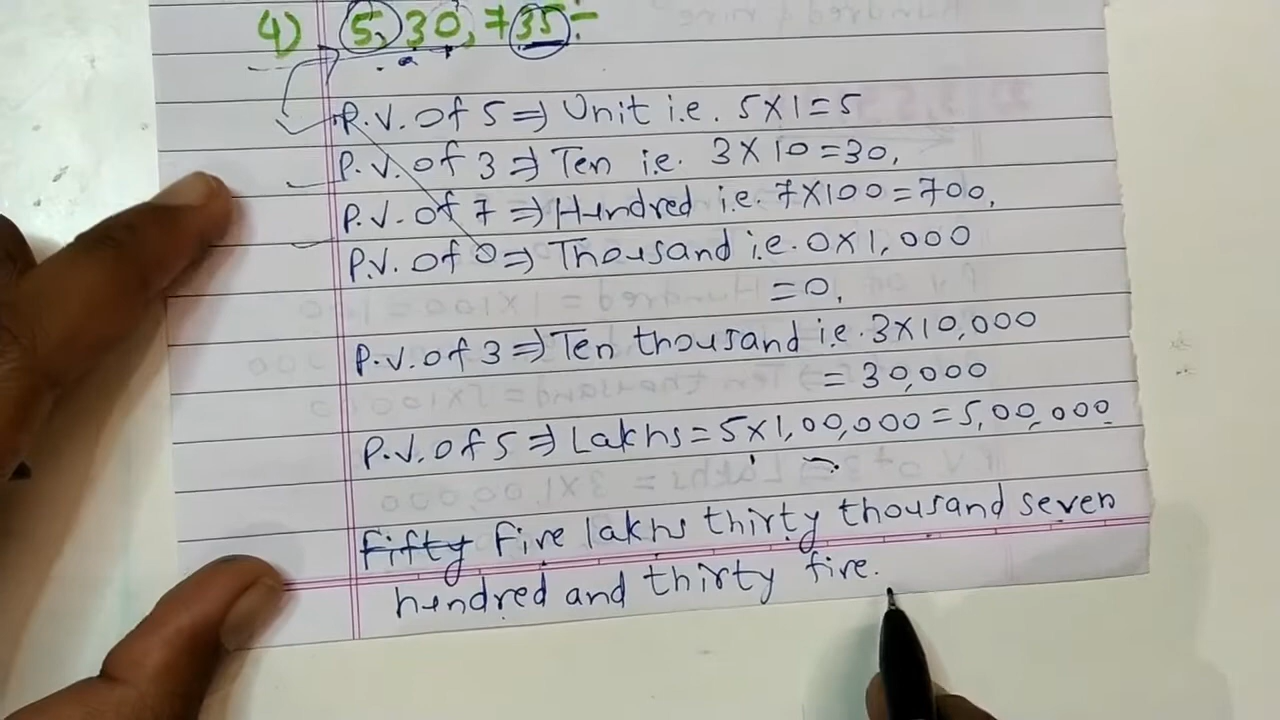 4) 5,30,735÷
P.V. of 5 ⇒ Unit i.e. 5×1=5
P.V. of 3 ⇒ Ten i.e. 3×10=30,
P.V. of 7 ⇒ Hundred i.e. 7×100=700,
P.V. of 0 ⇒ Thousand i.e. 0×1,000
=0,
P.V. of 3 ⇒ Ten thousand i.e. 3×10,000
= 30,000
P.V. of 5 ⇒ Lakhs = 5×1,00,000 = 5,00,000
Fifty Five lakhs thirty thousand seven
hundred and thirty five.